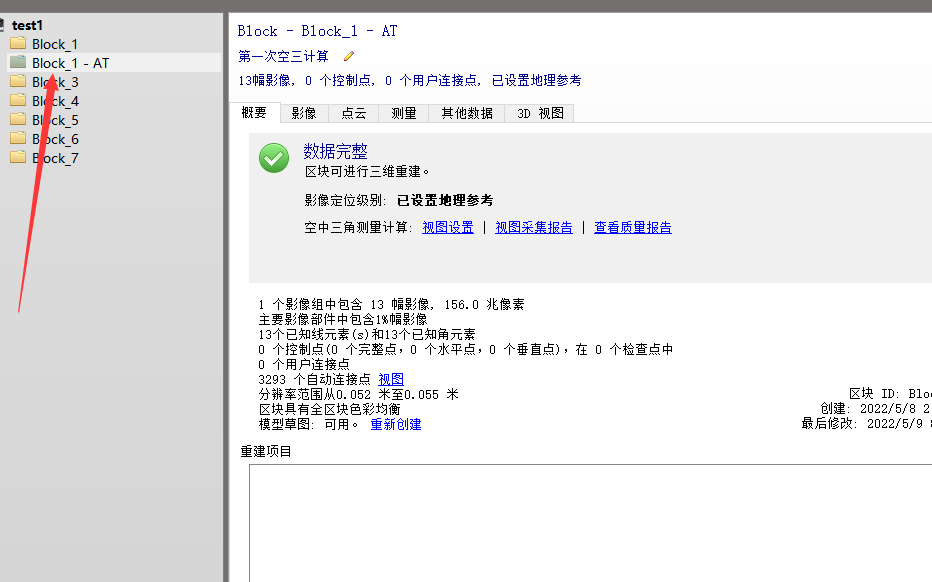 test1
Block_1
Block_1 - AT
Block_3
Block_4
Block_5
Block_6
Block_7
Block - Block_1 - AT
第一次空三计算
13幅影像, 0 个控制点, 0 个用户连接点, 已设置地理参考
概要 影像 点云 测量 其他数据 3D 视图
数据完整
区块可进行三维重建。
影像定位级别: 已设置地理参考
空中三角测量计算: 视图设置 | 视图采集报告 | 查看质量报告
1 个影像组中包含 13 幅影像, 156.0 兆像素
主要影像部件中包含1%幅影像
13个已知线元素(s)和13个已知角元素
0 个控制点(0 个完整点，0 个水平点，0 个垂直点)，在 0 个检查点中
0 个用户连接点
3293 个自动连接点 视图
分辨率范围从0.052 米至0.055 米
区块具有全区块色彩均衡
模型草图: 可用。 重新创建
区块 ID: Bloc
创建: 2022/5/8 2
最后修改: 2022/5/9 8
重建项目